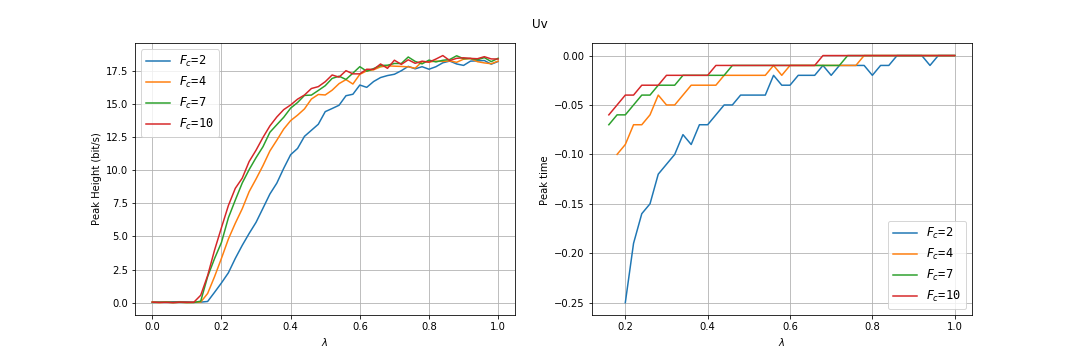 Uv
Peak Height (bit/s)
17.5
15.0
12.5
10.0
7.5
5.0
2.5
0.0
0.0 0.2 0.4 0.6 0.8 1.0
λ
F_c=2
F_c=4
F_c=7
F_c=10
Peak time
0.00
−0.05
−0.10
−0.15
−0.20
−0.25
0.2 0.4 0.6 0.8 1.0
λ
F_c=2
F_c=4
F_c=7
F_c=10